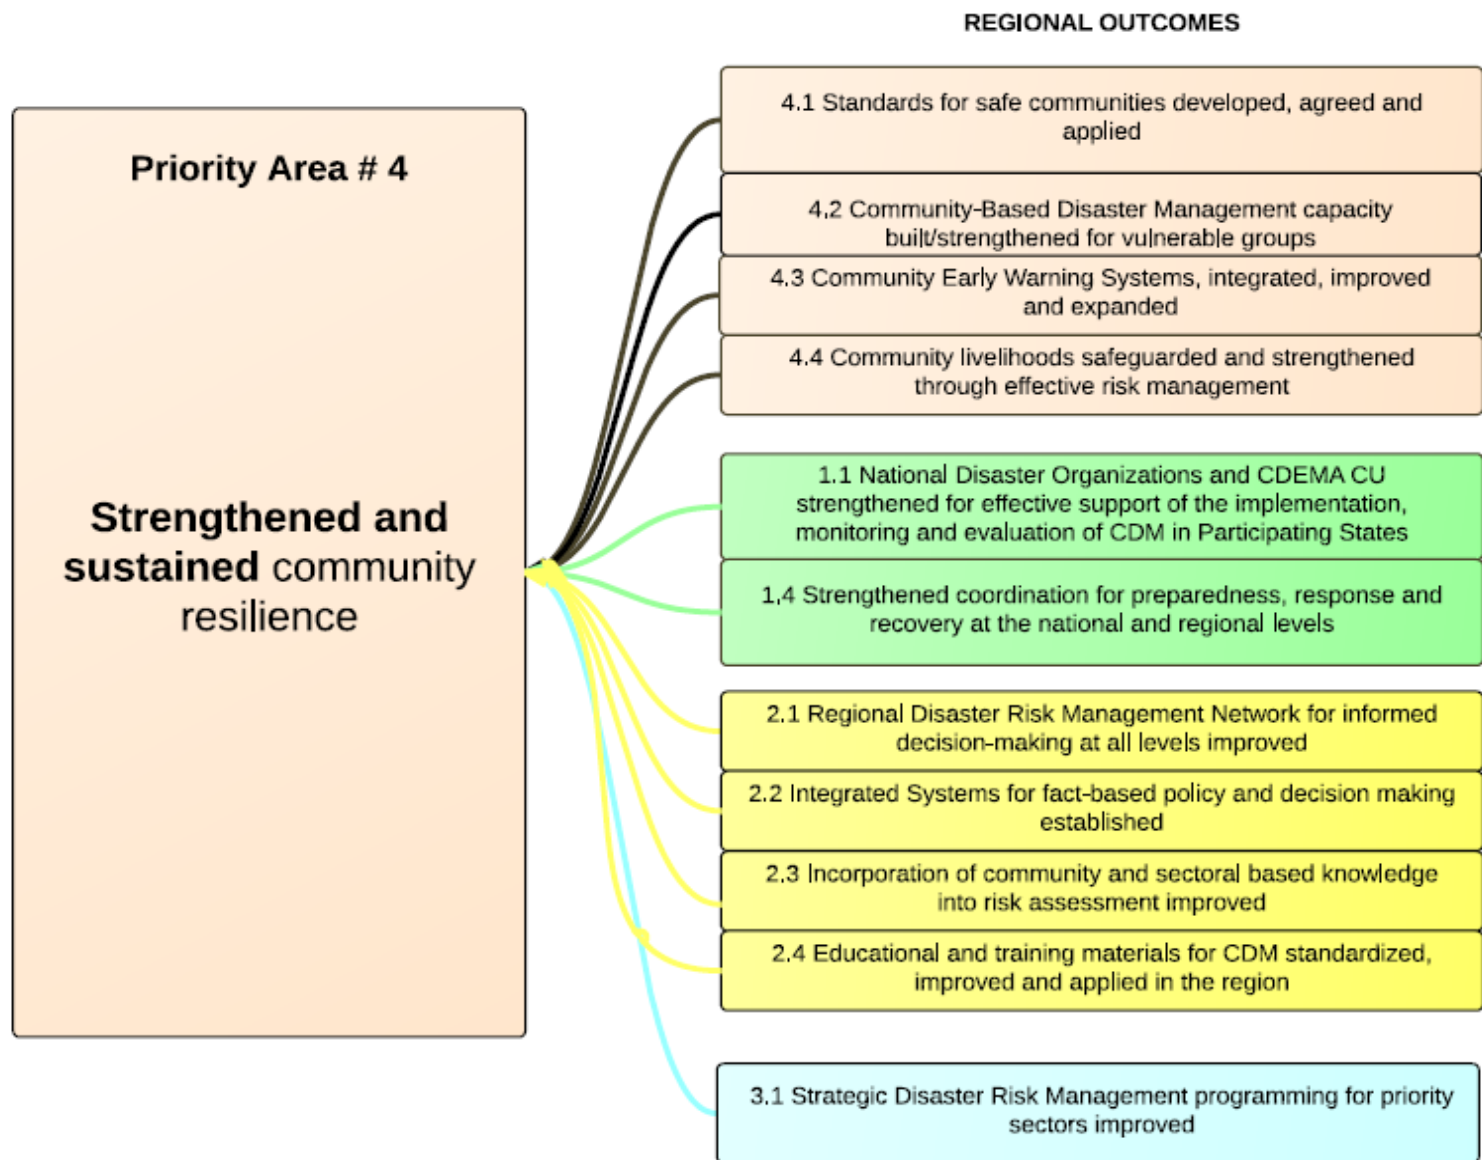 REGIONAL OUTCOMES
Priority Area # 4
Strengthened and
sustained community
resilience
4.1 Standards for safe communities developed, agreed and
applied
4.2 Community-Based Disaster Management capacity
built/strengthened for vulnerable groups
4.3 Community Early Warning Systems, integrated, improved
and expanded
4.4 Community livelihoods safeguarded and strengthened
through effective risk management
1.1 National Disaster Organizations and CDEMA CU
strengthened for effective support of the implementation,
monitoring and evaluation of CDM in Participating States
1.4 Strengthened coordination for preparedness, response and
recovery at the national and regional levels
2.1 Regional Disaster Risk Management Network for informed
decision-making at all levels improved
2.2 Integrated Systems for fact-based policy and decision making
established
2.3 Incorporation of community and sectoral based knowledge
into risk assessment improved
2.4 Educational and training materials for CDM standardized,
improved and applied in the region
3.1 Strategic Disaster Risk Management programming for priority
sectors improved